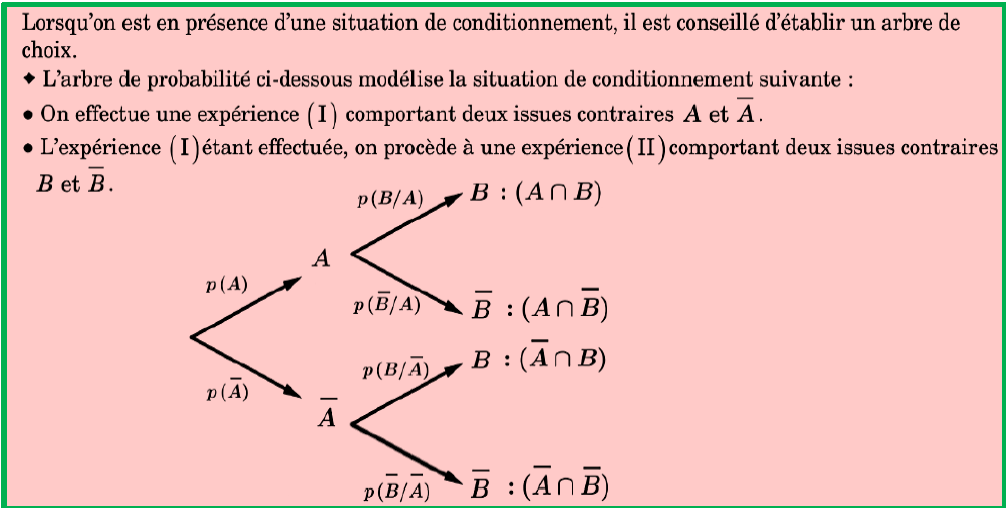 Lorsqu'on est en présence d'une situation de conditionnement, il est conseillé d'établir un arbre de
choix.
◆ L'arbre de probabilité ci-dessous modélise la situation de conditionnement suivante :
● On effectue une expérience (I) comportant deux issues contraires A et A̅.
● L'expérience (I) étant effectuée, on procède à une expérience (II) comportant deux issues contraires
B et B̅.
p(B/A) B : (A ∩ B)
A
p(A)
p(B̅/A) B̅ : (A ∩ B̅)
p(B/A̅) B : (A̅ ∩ B)
p(A̅)
A̅
p(B̅/A̅) B̅ : (A̅ ∩ B̅)